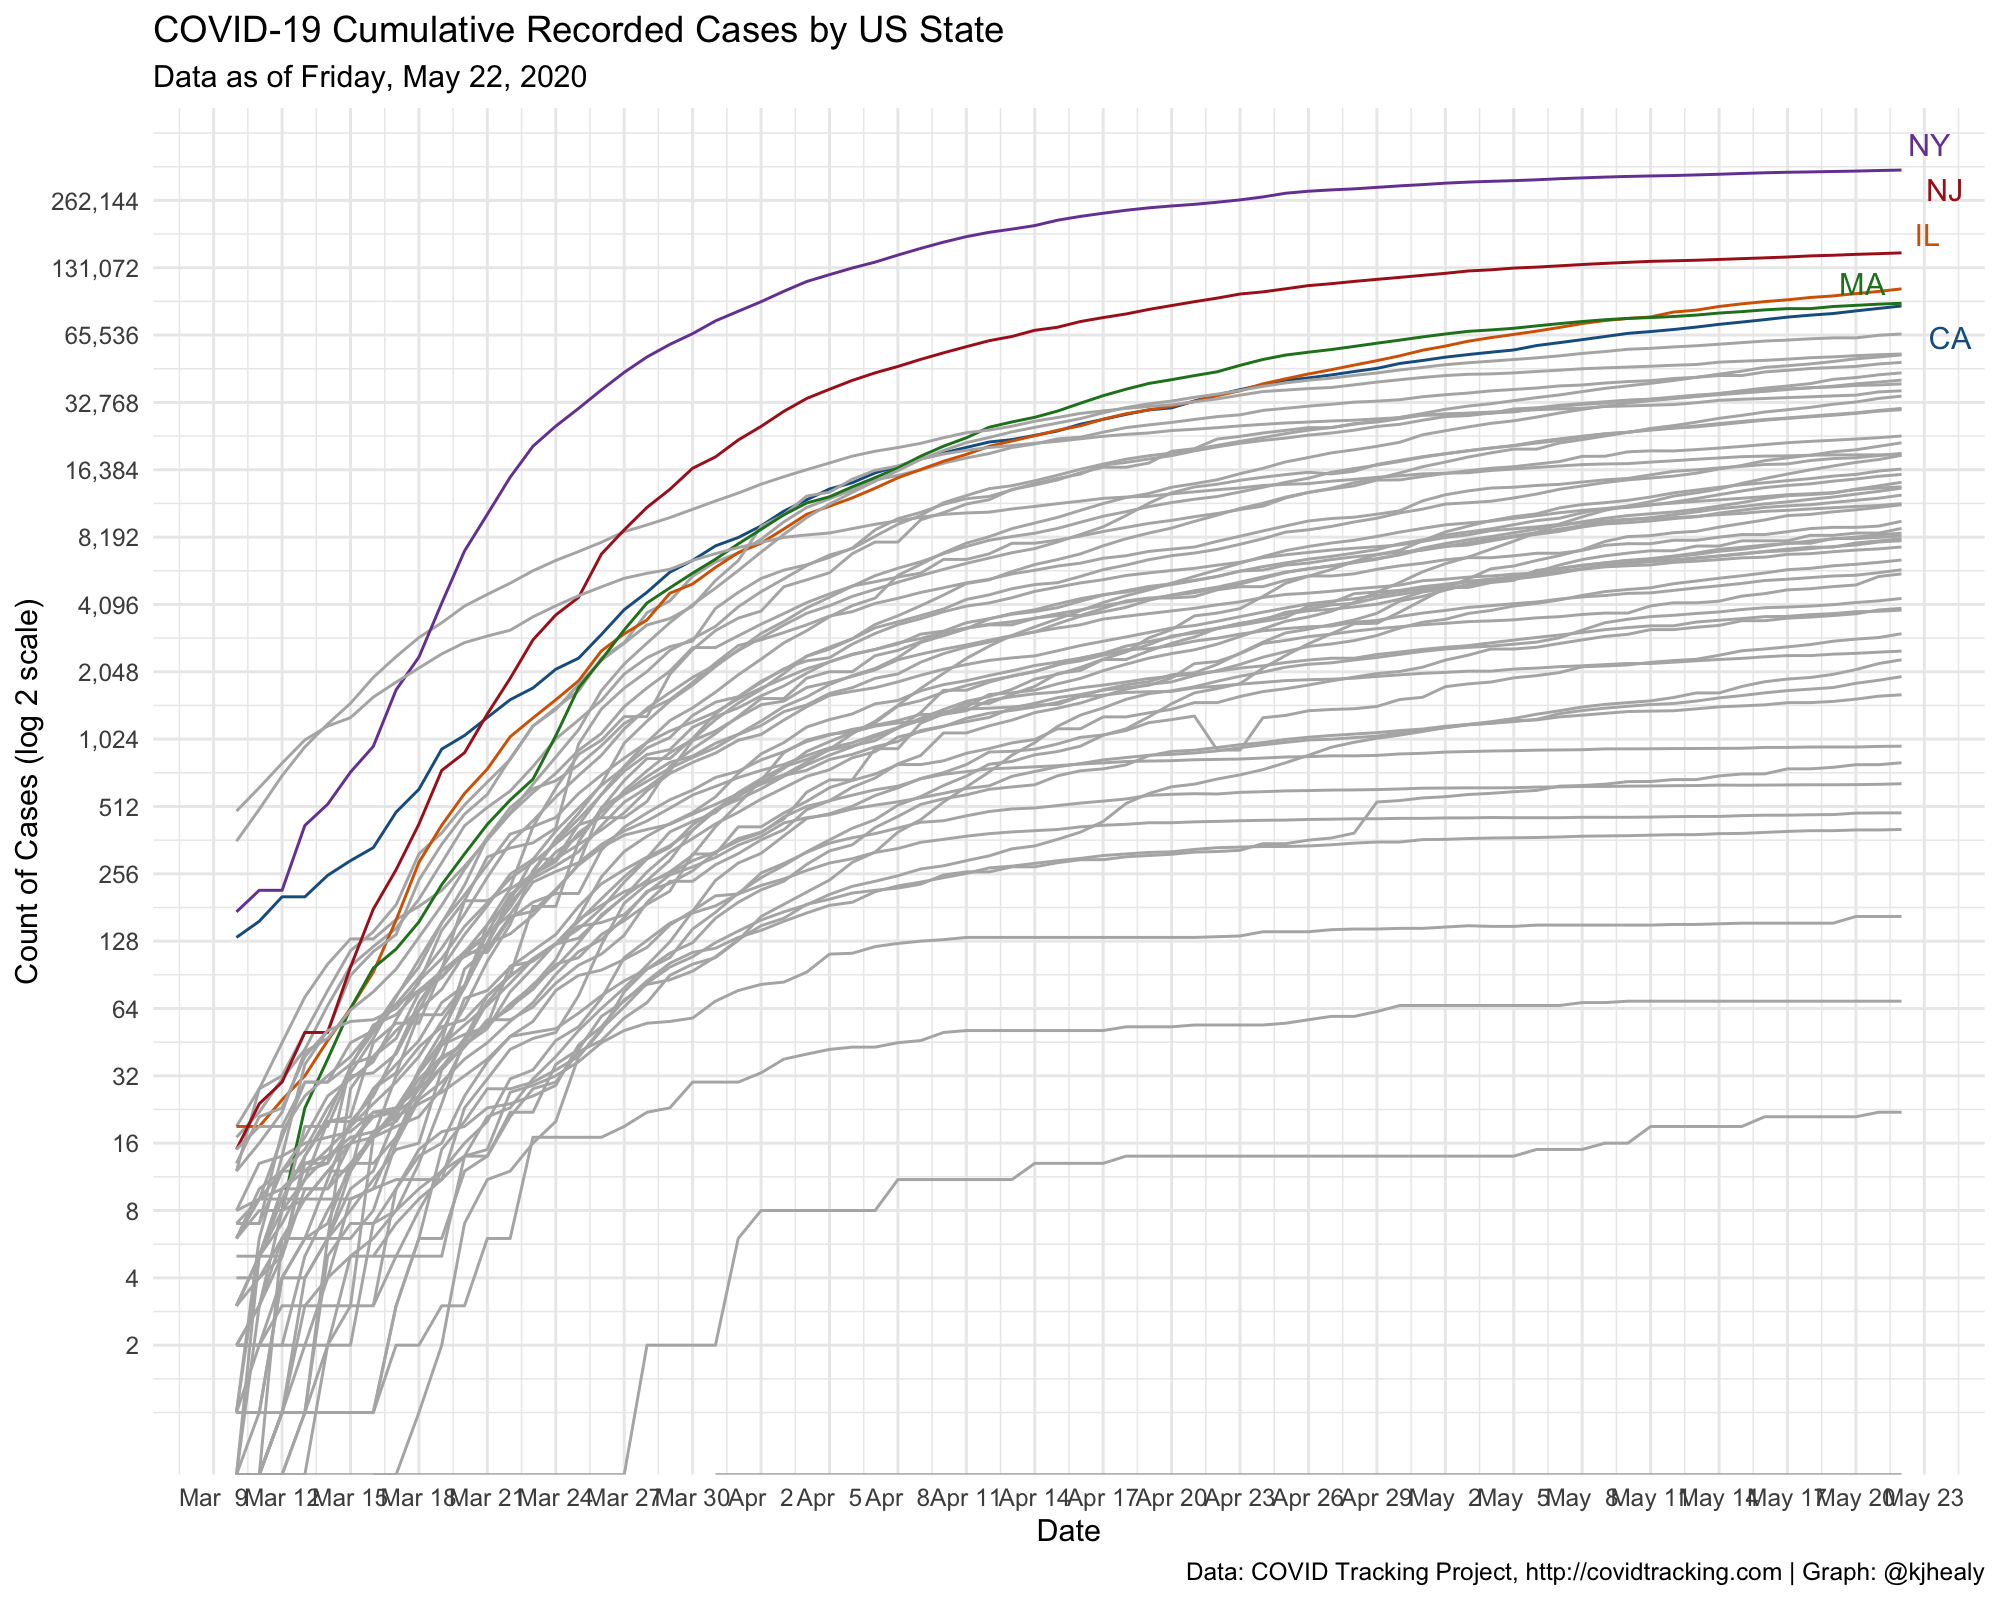 COVID-19 Cumulative Recorded Cases by US State
Data as of Friday, May 22, 2020
NY
NJ
IL
MA
CA
262,144
131,072
65,536
32,768
16,384
8,192
4,096
2,048
1,024
512
256
128
64
32
16
8
4
2
Count of Cases (log 2 scale)
Mar 9 Mar 12 Mar 15 Mar 18 Mar 21 Mar 24 Mar 27 Mar 30 Apr 2 Apr 5 Apr 8 Apr 11 Apr 14 Apr 17 Apr 20 Apr 23 Apr 26 Apr 29 May 2 May 5 May 8 May 11 May 14 May 17 May 20 May 23
Date
Data: COVID Tracking Project, http://covidtracking.com | Graph: @kjhealy